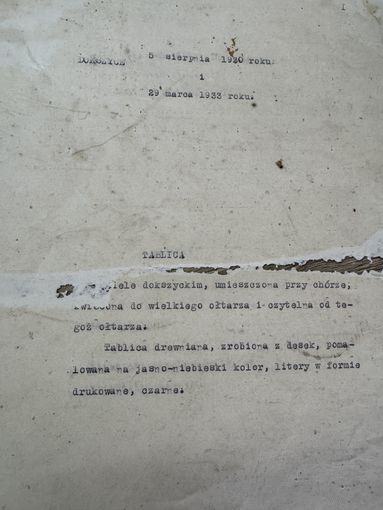 DOKSZYCE 5 sierpnia 1920 roku
i
29 marca 1933 roku.
TABLICA
dokszyckim, umieszczona przy chórze,
zwrócona do wielkiego ołtarza i czytelna od te-
goż ołtarza.
Tablica drewniana, zrobiona z desek, poma-
lowana na jasno-niebieski kolor, litery w formie
drukowane, czarne.